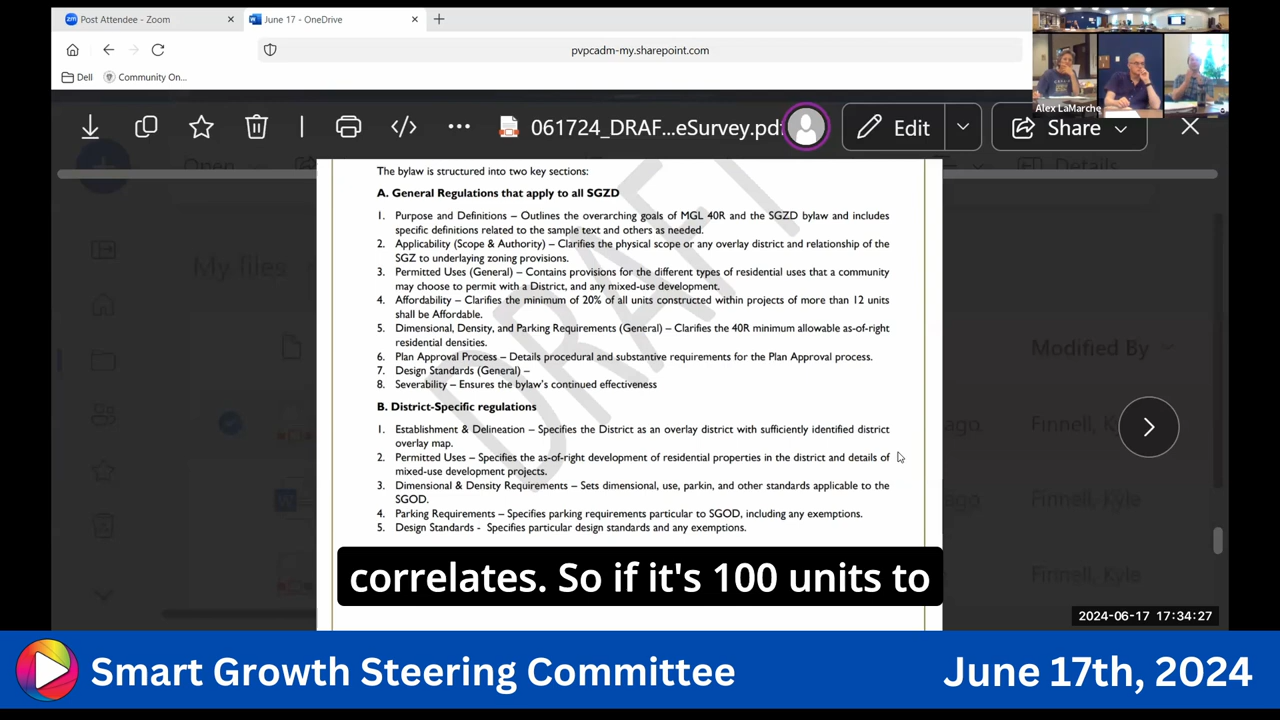 zm Post Attendee - Zoom
June 17 - OneDrive
pvpcadm-my.sharepoint.com
Dell
Community On...
Alex LaMarche
061724_DRAF...eSurvey.pdf
Edit
Share
Open
Details
My files
Modified By
Finnell, Kyle
Finnell, Kyle
Finnell, Kyle
DRAFT
The bylaw is structured into two key sections:
A. General Regulations that apply to all SGZD
1. Purpose and Definitions – Outlines the overarching goals of MGL 40R and the SGZD bylaw and includes
specific definitions related to the sample text and others as needed.
2. Applicability (Scope & Authority) – Clarifies the physical scope or any overlay district and relationship of the
SGZ to underlaying zoning provisions.
3. Permitted Uses (General) – Contains provisions for the different types of residential uses that a community
may choose to permit with a District, and any mixed-use development.
4. Affordability – Clarifies the minimum of 20% of all units constructed within projects of more than 12 units
shall be Affordable.
5. Dimensional, Density, and Parking Requirements (General) – Clarifies the 40R minimum allowable as-of-right
residential densities.
6. Plan Approval Process – Details procedural and substantive requirements for the Plan Approval process.
7. Design Standards (General) –
8. Severability – Ensures the bylaw's continued effectiveness
B. District-Specific regulations
1. Establishment & Delineation – Specifies the District as an overlay district with sufficiently identified district
overlay map.
2. Permitted Uses – Specifies the as-of-right development of residential properties in the district and details of
mixed-use development projects.
3. Dimensional & Density Requirements – Sets dimensional, use, parkin, and other standards applicable to the
SGOD.
4. Parking Requirements – Specifies parking requirements particular to SGOD, including any exemptions.
5. Design Standards - Specifies particular design standards and any exemptions.
correlates. So if it's 100 units to
2024-06-17 17:34:27
Smart Growth Steering Committee
June 17th, 2024